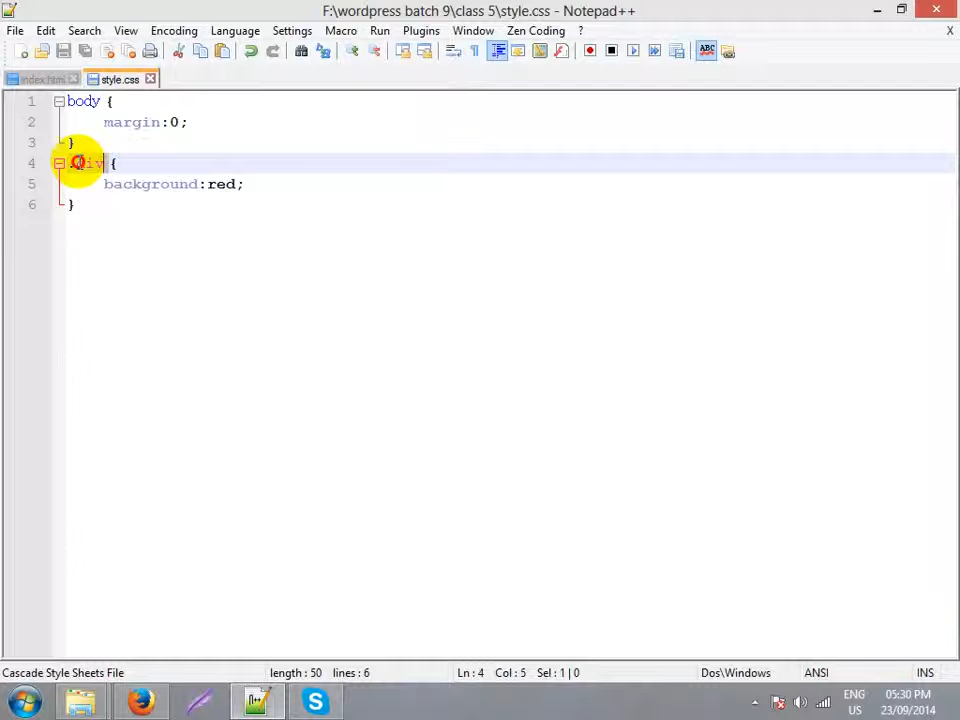 F:\wordpress batch 9\class 5\style.css - Notepad++
File Edit Search View Encoding Language Settings Macro Run Plugins Window Zen Coding ? X
index.html style.css
1 body {
2 margin:0;
3 }
4 .div {
5 background:red;
6 }
Cascade Style Sheets File length : 50 lines : 6 Ln : 4 Col : 5 Sel : 1 | 0 Dos\Windows ANSI INS
ENG 05:30 PM
US 23/09/2014